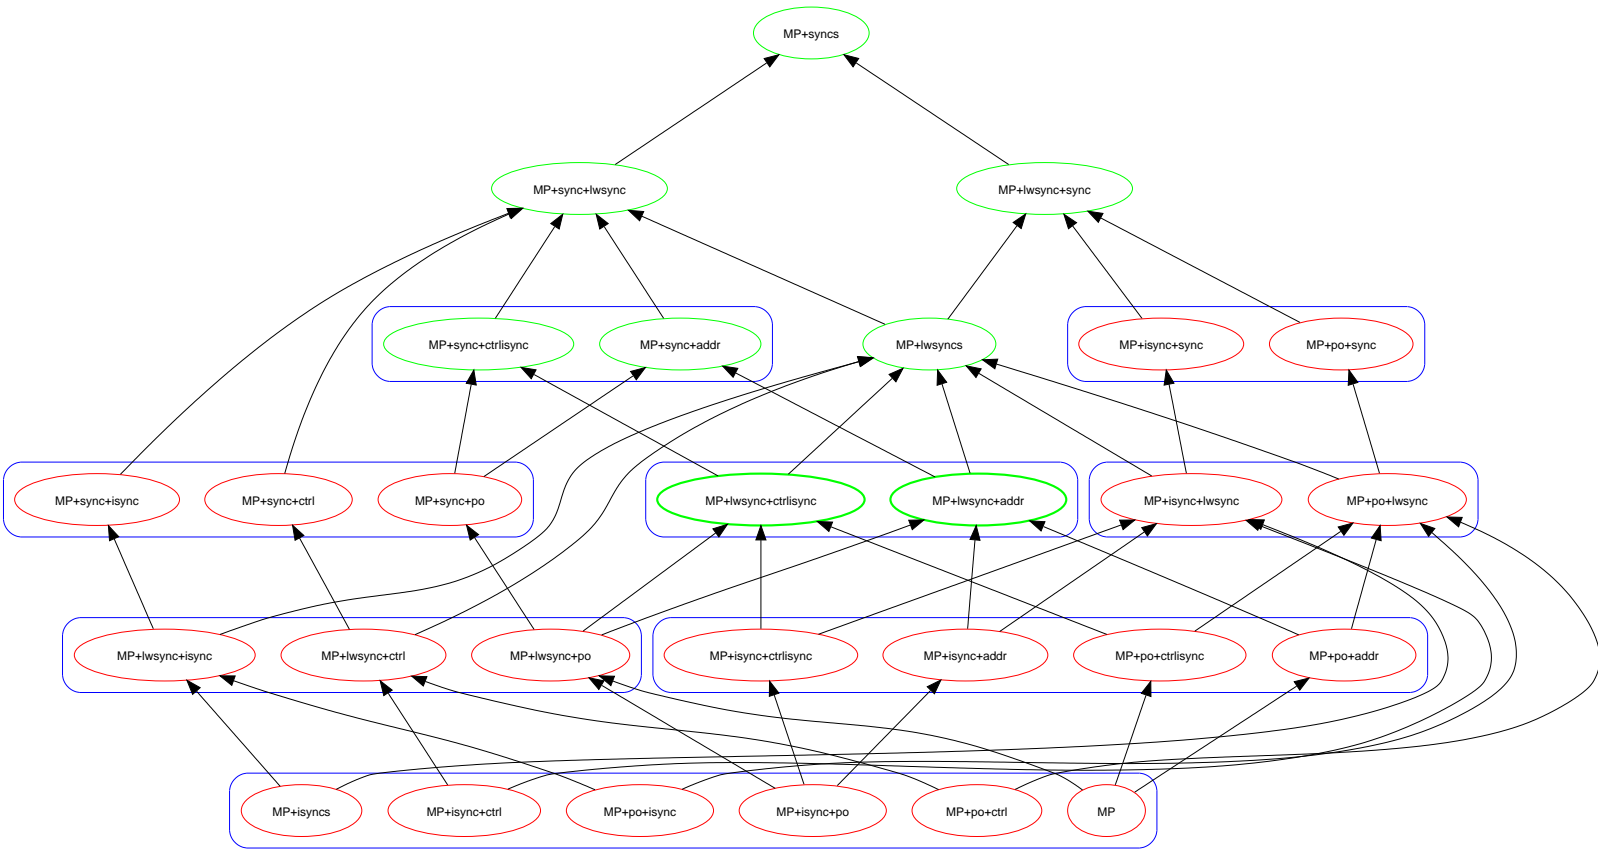 MP+syncs
MP+sync+lwsync
MP+lwsync+sync
MP+sync+ctrlisync
MP+sync+addr
MP+lwsyncs
MP+isync+sync
MP+po+sync
MP+sync+isync
MP+sync+ctrl
MP+sync+po
MP+lwsync+ctrlisync
MP+lwsync+addr
MP+isync+lwsync
MP+po+lwsync
MP+lwsync+isync
MP+lwsync+ctrl
MP+lwsync+po
MP+isync+ctrlisync
MP+isync+addr
MP+po+ctrlisync
MP+po+addr
MP+isyncs
MP+isync+ctrl
MP+po+isync
MP+isync+po
MP+po+ctrl
MP